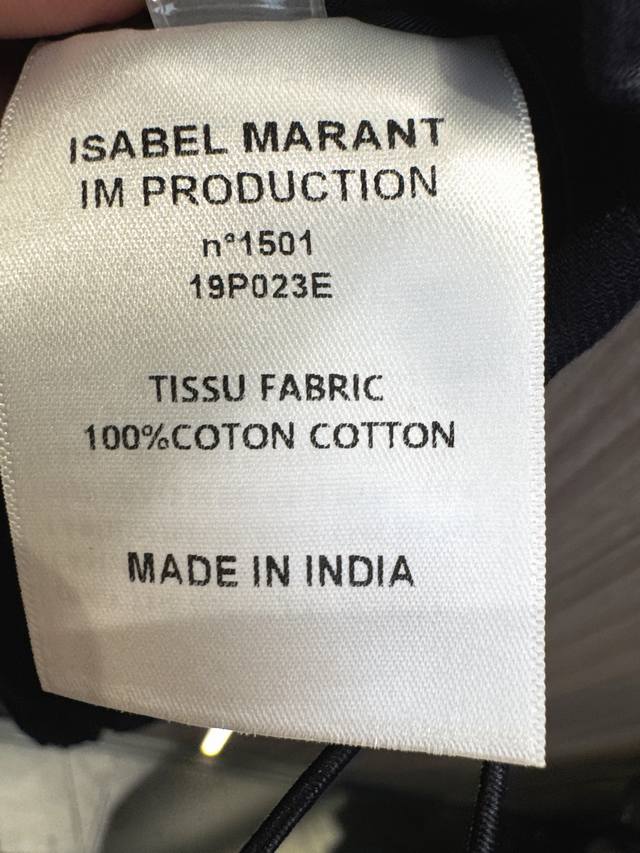 ISABEL MARANT
IM PRODUCTION
n°1501
19P023E
TISSU FABRIC
100%COTON COTTON
MADE IN INDIA